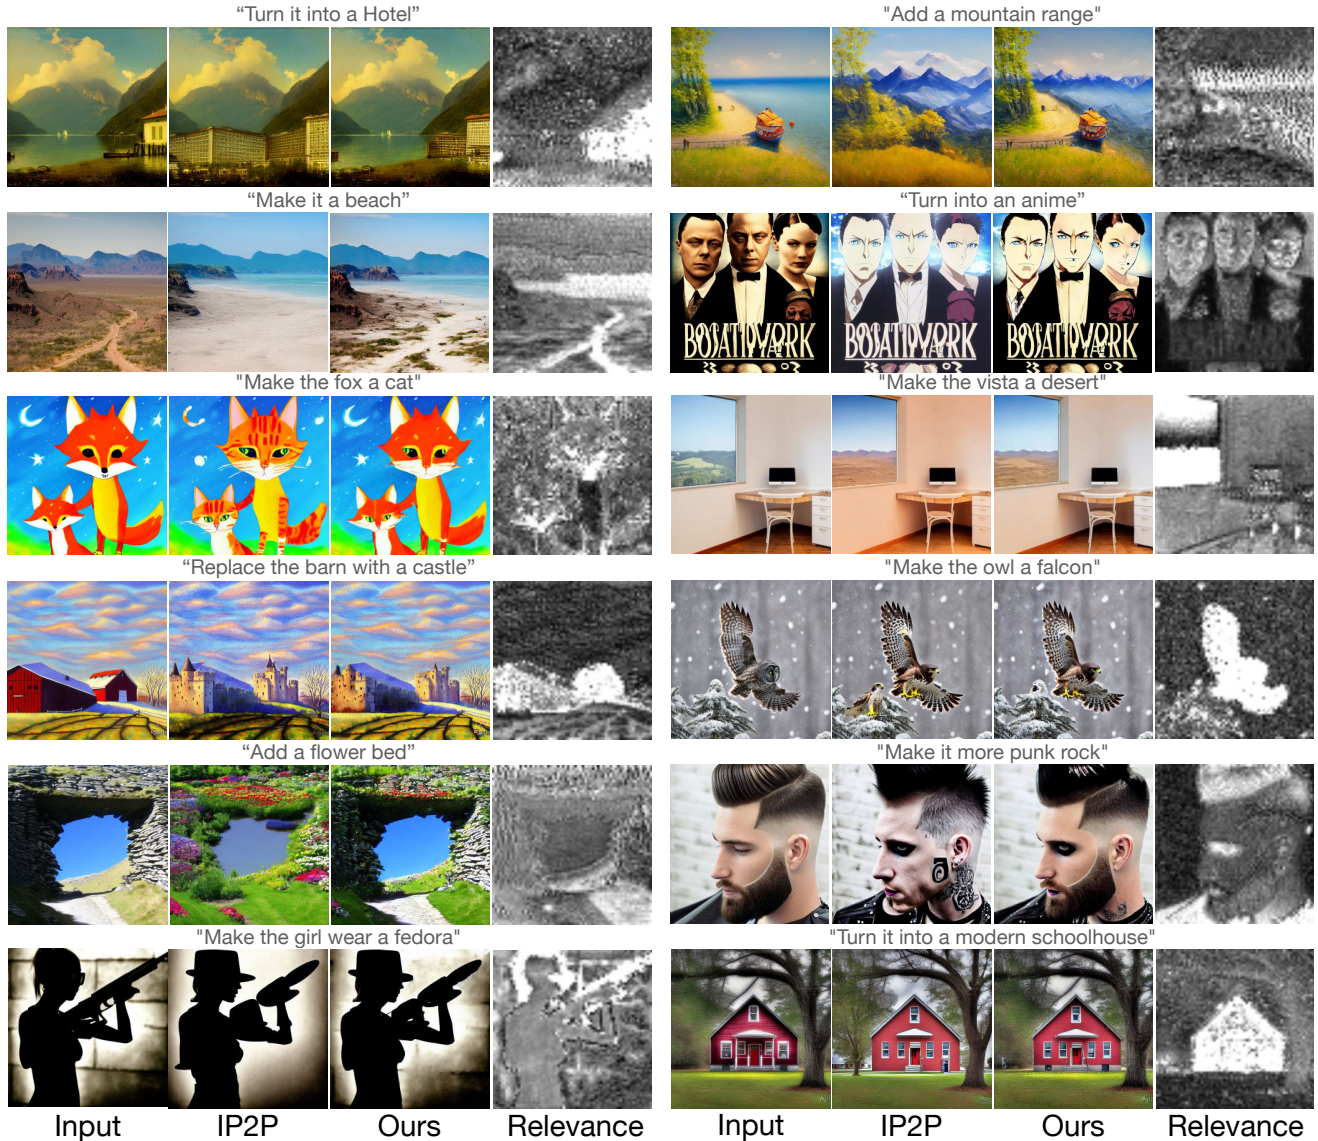 “Turn it into a Hotel”
"Add a mountain range"
“Make it a beach”
“Turn into an anime”
BOSATIPYARK
BOSATIPYARK
BOSATIPYARK
"Make the fox a cat"
"Make the vista a desert"
“Replace the barn with a castle”
"Make the owl a falcon"
“Add a flower bed”
"Make it more punk rock"
"Make the girl wear a fedora"
"Turn it into a modern schoolhouse"
Input
IP2P
Ours
Relevance
Input
IP2P
Ours
Relevance